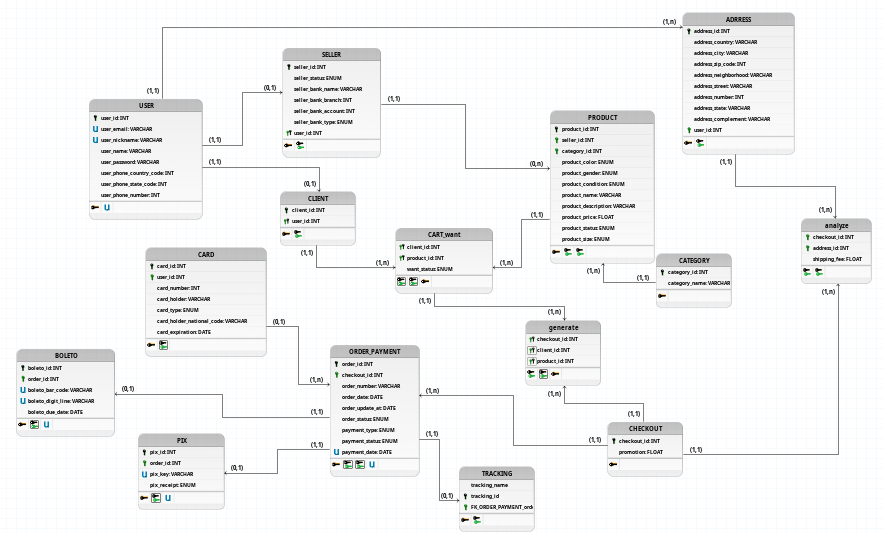 (1,n)
ADRRESS
address_id: INT
address_country: VARCHAR
address_city: VARCHAR
address_zip_code: INT
address_neighborhood: VARCHAR
address_street: VARCHAR
address_number: INT
address_state: VARCHAR
address_complement: VARCHAR
user_id: INT
(1,1)
SELLER
seller_id: INT
seller_status: ENUM
seller_bank_name: VARCHAR
seller_bank_branch: INT
seller_bank_account: INT
seller_bank_type: ENUM
user_id: INT
(0,1)
(1,1)
(1,1)
USER
user_id: INT
user_email: VARCHAR
user_nickname: VARCHAR
user_name: VARCHAR
user_password: VARCHAR
user_phone_country_code: INT
user_phone_state_code: INT
user_phone_number: INT
(1,1)
(1,1)
(0,1)
PRODUCT
product_id: INT
seller_id: INT
category_id: INT
product_color: ENUM
product_gender: ENUM
product_condition: ENUM
product_name: VARCHAR
product_description: VARCHAR
product_price: FLOAT
product_status: ENUM
product_size: ENUM
(0,n)
(1,1)
(1,n)
(1,1)
CLIENT
client_id: INT
user_id: INT
(1,1)
(1,n)
CART_want
client_id: INT
product_id: INT
want_status: ENUM
(1,n)
(1,1)
(1,n)
analyze
checkout_id: INT
address_id: INT
shipping_fee: FLOAT
(1,n)
CATEGORY
category_id: INT
category_name: VARCHAR
CARD
card_id: INT
user_id: INT
card_number: INT
card_holder: VARCHAR
card_type: ENUM
card_holder_national_code: VARCHAR
card_expiration: DATE
(0,1)
(1,n)
generate
checkout_id: INT
client_id: INT
product_id: INT
(1,n)
(1,1)
BOLETO
boleto_id: INT
order_id: INT
boleto_bar_code: VARCHAR
boleto_digit_line: VARCHAR
boleto_due_date: DATE
(0,1)
ORDER_PAYMENT
order_id: INT
checkout_id: INT
order_number: VARCHAR
order_date: DATE
order_update_at: DATE
order_status: ENUM
payment_type: ENUM
payment_status: ENUM
payment_date: DATE
(1,1)
(1,1)
(1,n)
(1,1)
(1,1)
CHECKOUT
checkout_id: INT
promotion: FLOAT
(1,1)
PIX
pix_id: INT
order_id: INT
pix_key: VARCHAR
pix_receipt: ENUM
(0,1)
TRACKING
tracking_name
tracking_id
FK_ORDER_PAYMENT_ord
(0,1)